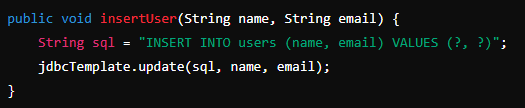 public void insertUser(String name, String email) {
    String sql = "INSERT INTO users (name, email) VALUES (?, ?)";
    jdbcTemplate.update(sql, name, email);
}